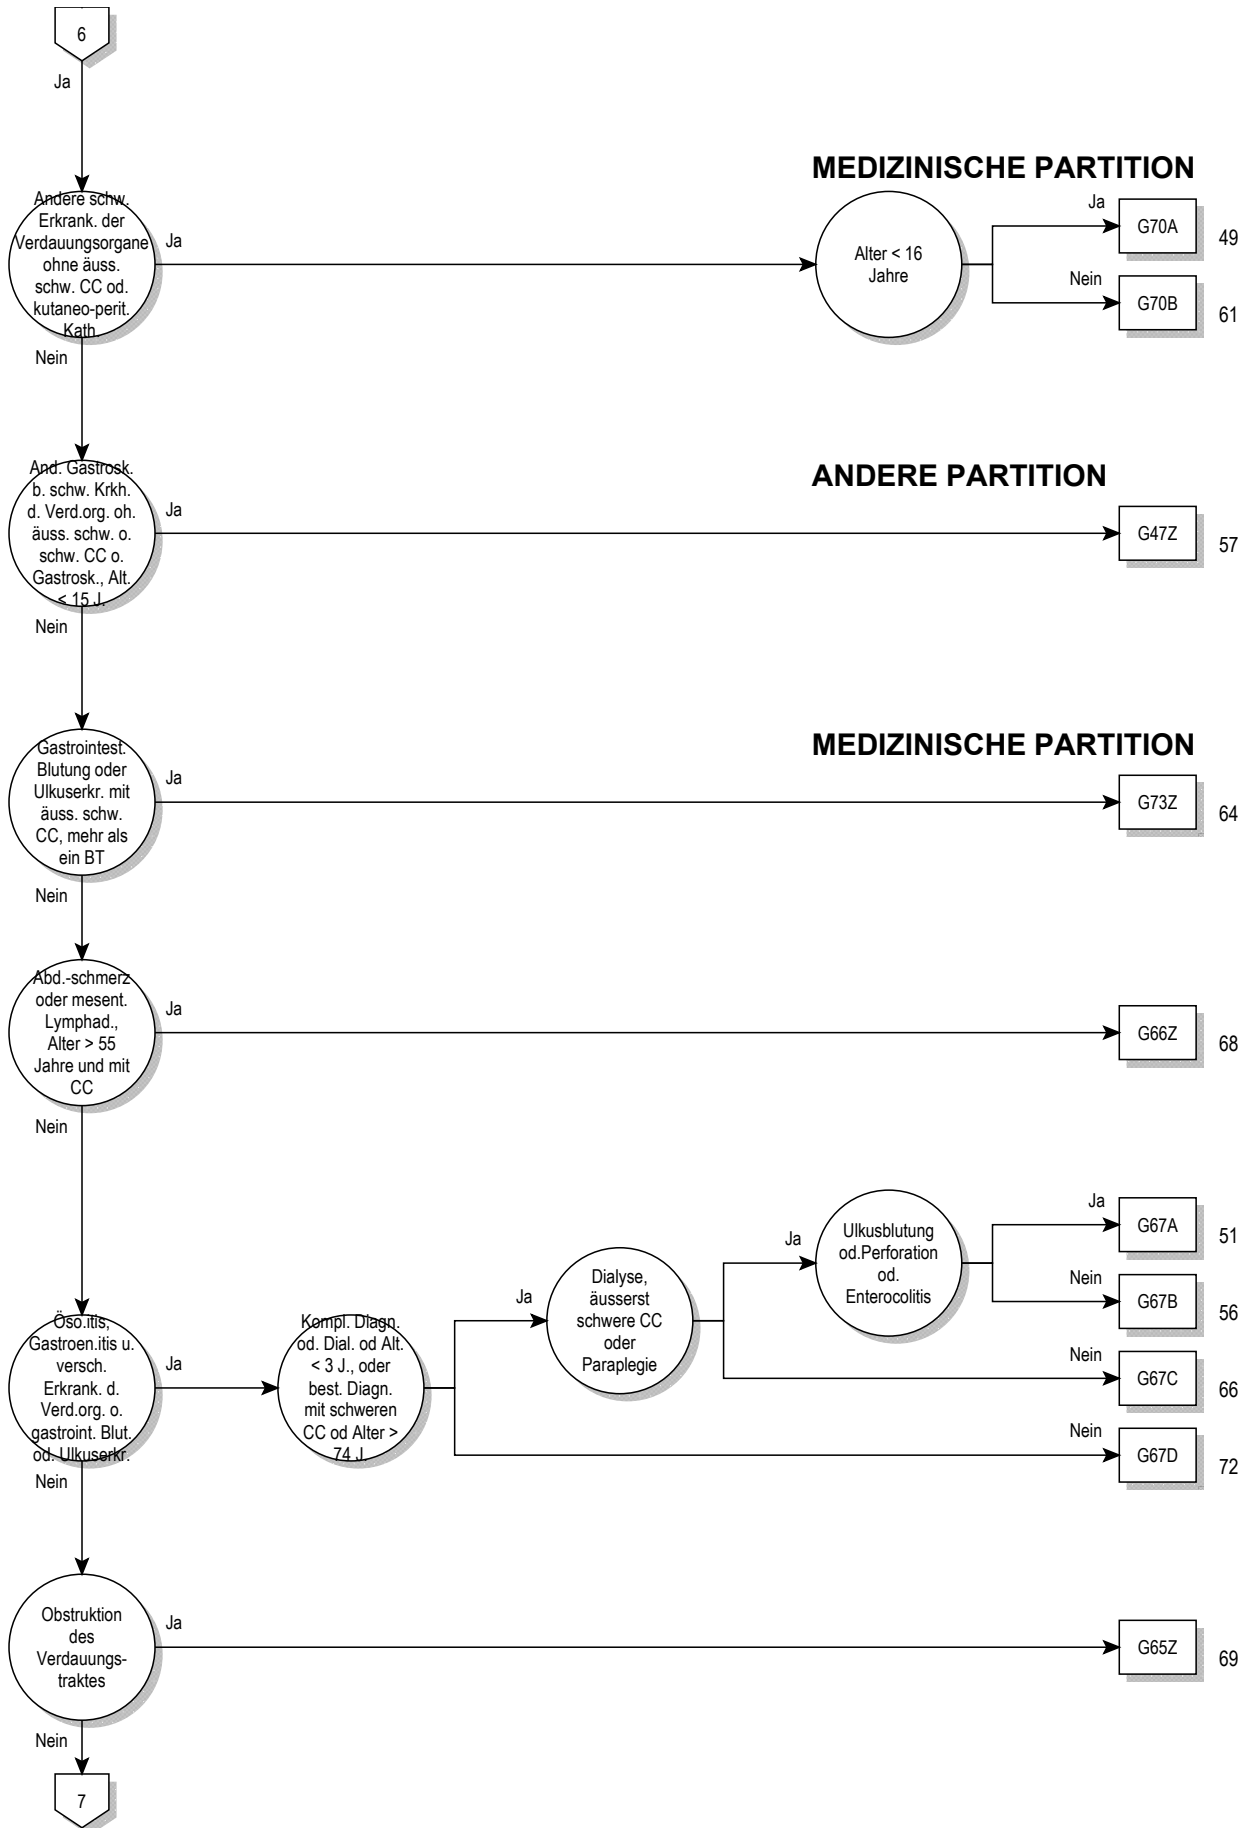 6
Ja
MEDIZINISCHE PARTITION
Andere schw.
Erkrank. der
Verdauungsorgane
ohne äuss.
schw. CC od.
kutaneo-perit.
Kath.
Ja
Alter < 16
Jahre
Ja
G70A
49
Nein
G70B
61
Nein
ANDERE PARTITION
And. Gastrosk.
b. schw. Krkh.
d. Verd.org. oh.
äuss. schw. o.
schw. CC o.
Gastrosk., Alt.
< 15 J.
Ja
G47Z
57
Nein
MEDIZINISCHE PARTITION
Gastrointest.
Blutung oder
Ulkuserkr. mit
äuss. schw.
CC, mehr als
ein BT
Ja
G73Z
64
Nein
Abd.-schmerz
oder mesent.
Lymphad.,
Alter > 55
Jahre und mit
CC
Ja
G66Z
68
Nein
Öso.itis,
Gastroen.itis u.
versch.
Erkrank. d.
Verd.org. o.
gastroint. Blut.
od. Ulkuserkr.
Ja
Kompl. Diagn.
od. Dial. od Alt.
< 3 J., oder
best. Diagn.
mit schweren
CC od Alter >
74 J.
Ja
Dialyse,
äusserst
schwere CC
oder
Paraplegie
Ja
Ulkusblutung
od.Perforation
od.
Enterocolitis
Ja
G67A
51
Nein
G67B
56
Nein
G67C
66
Nein
G67D
72
Nein
Obstruktion
des
Verdauungs-
traktes
Ja
G65Z
69
Nein
7